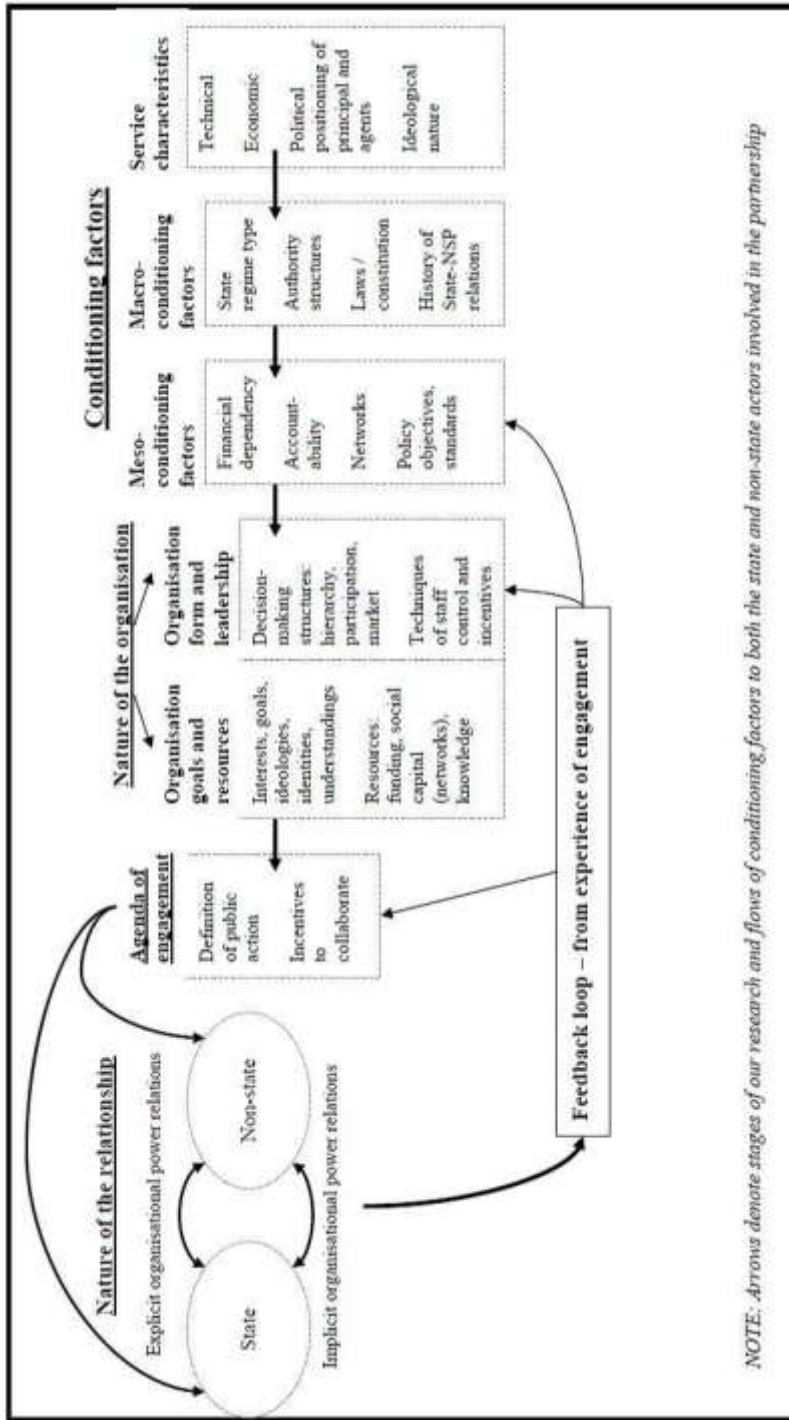 Nature of the relationship
Explicit organisational power relations
State
Non-state
Implicit organisational power relations
Agenda of
engagement
Definition
of public
action
Incentives
to
collaborate
Nature of the organisation
Organisation
goals and
resources
Interests, goals,
ideologies,
identities,
understandings
Resources:
funding, social
capital
(networks),
knowledge
Organisation
form and
leadership
Decision-
making
structures:
hierarchy,
participation,
market
Techniques
of staff
control and
incentives
Conditioning factors
Meso-
conditioning
factors
Financial
dependency
Account-
ability
Networks
Policy
objectives,
standards
Macro-
conditioning
factors
State
regime type
Authority
structures
Laws /
constitution
History of
State-NSP
relations
Service
characteristics
Technical
Economic
Political
positioning of
principal and
agents
Ideological
nature
Feedback loop – from experience of engagement
NOTE: Arrows denote stages of our research and flows of conditioning factors to both the state and non-state actors involved in the partnership